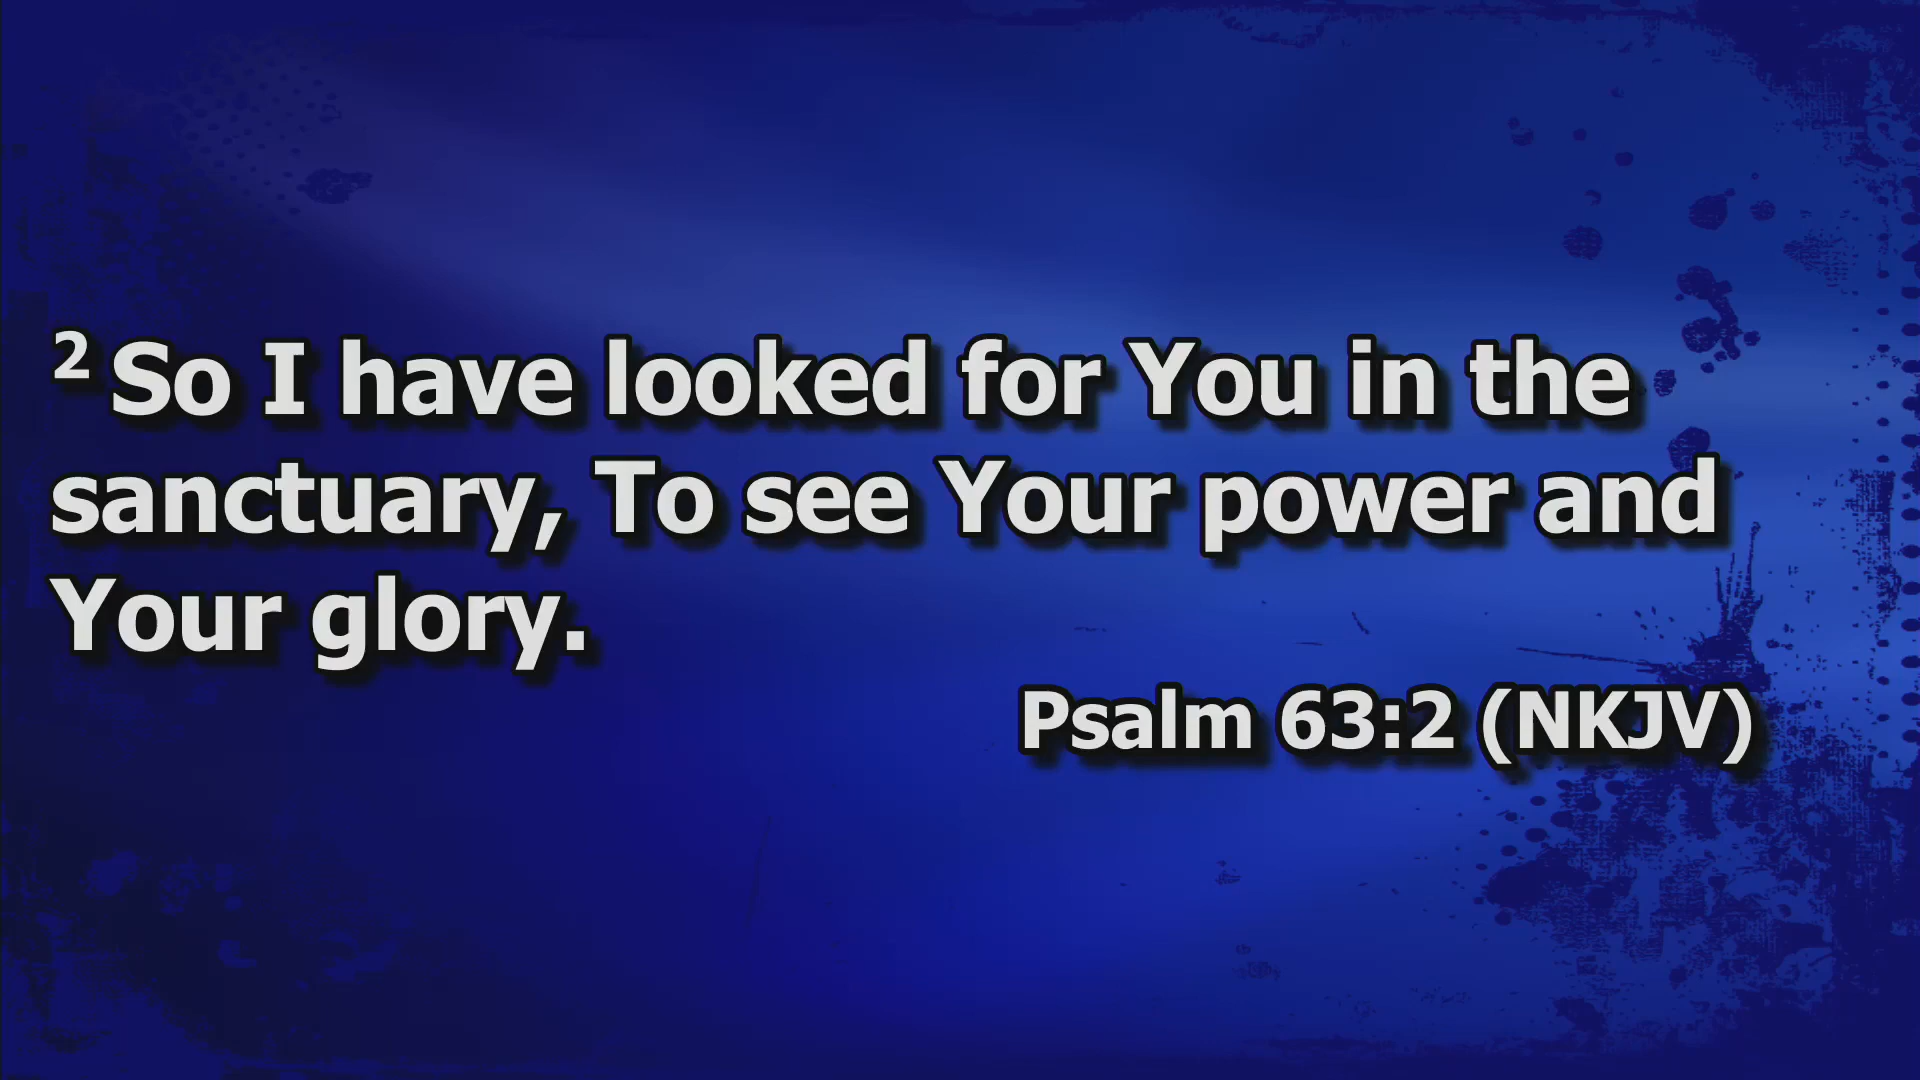 ² So I have looked for You in the
sanctuary, To see Your power and
Your glory.
Psalm 63:2 (NKJV)